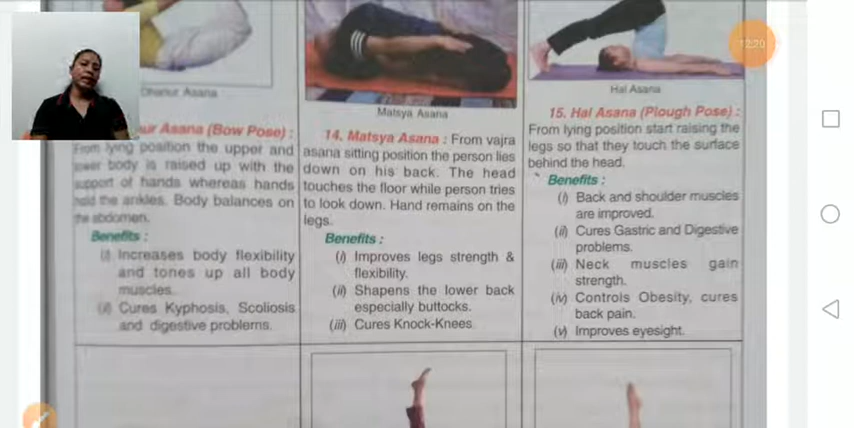 12:20
Dhanur Asana
ur Asana (Bow Pose) :
From lying position the upper and
lower body is raised up with the
support of hands whereas hands
hold the ankles. Body balances on
the abdomen.
Benefits :
(i) Increases body flexibility
and tones up all body
muscles.
(ii) Cures Kyphosis, Scoliosis
and digestive problems.
Matsya Asana
14. Matsya Asana : From vajra
asana sitting position the person lies
down on his back. The head
touches the floor while person tries
to look down. Hand remains on the
legs.
Benefits :
(i) Improves legs strength &
flexibility.
(ii) Shapens the lower back
especially buttocks.
(iii) Cures Knock-Knees.
Hal Asana
15. Hal Asana (Plough Pose) :
From lying position start raising the
legs so that they touch the surface
behind the head.
Benefits :
(i) Back and shoulder muscles
are improved.
(ii) Cures Gastric and Digestive
problems.
(iii) Neck muscles gain
strength.
(iv) Controls Obesity, cures
back pain.
(v) Improves eyesight.